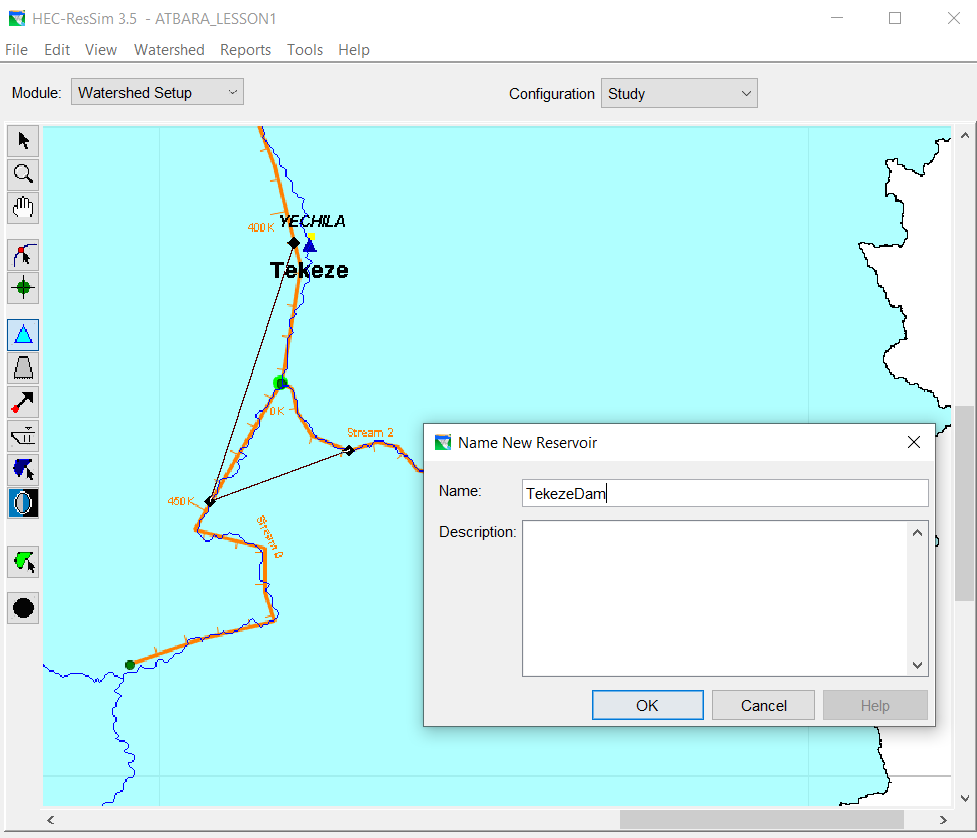 HEC-ResSim 3.5 - ATBARA_LESSON1
File Edit View Watershed Reports Tools Help
Module: Watershed Setup Configuration Study
400K YECHILA
Tekeze
0K
Stream 2
450K
Stream 0
Name New Reservoir
Name: TekezeDam
Description:
OK Cancel Help